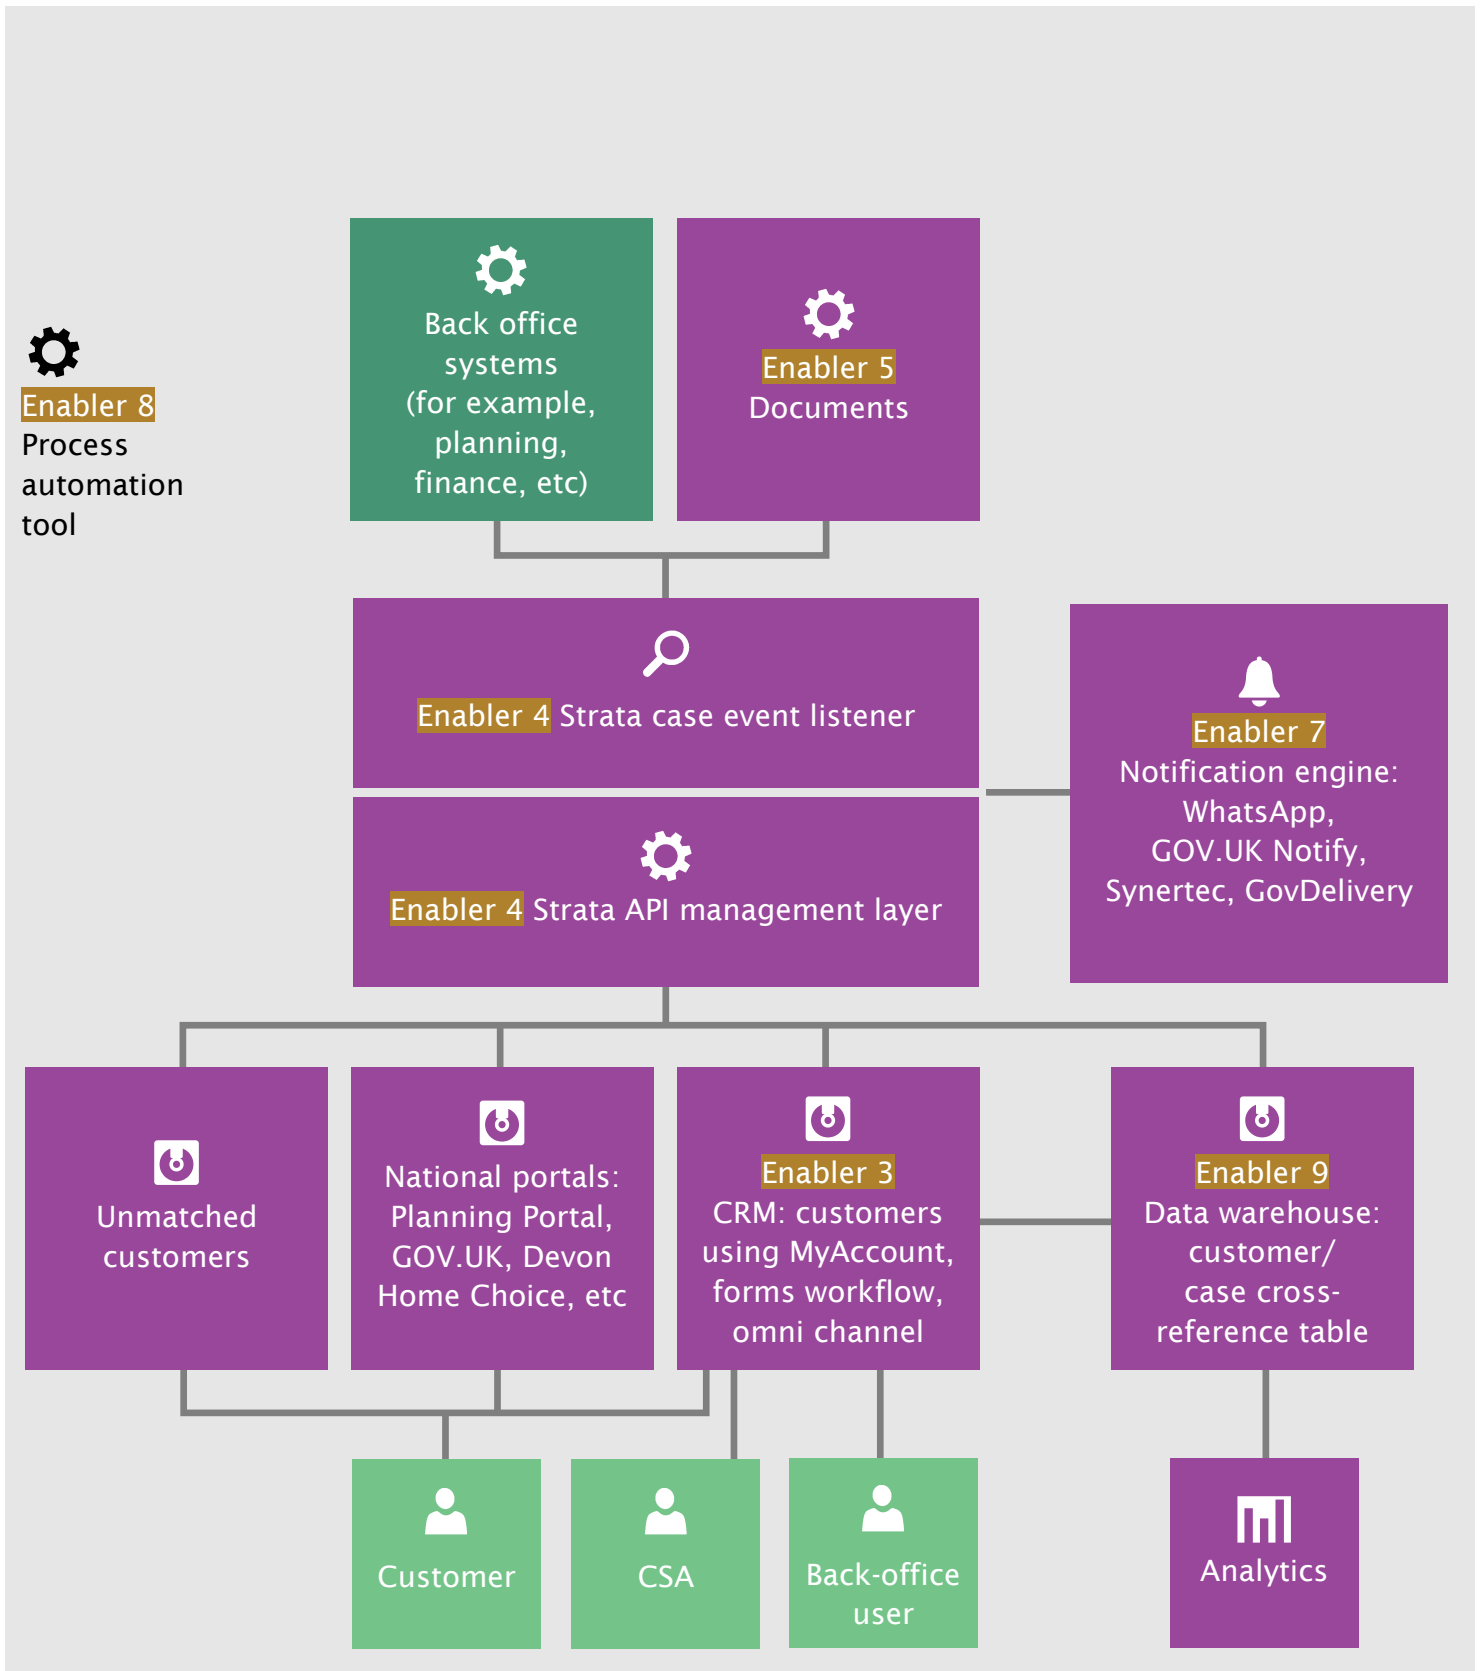 Back office
systems
(for example,
planning,
finance, etc)
Enabler 5
Documents
Enabler 8
Process
automation
tool
Enabler 4 Strata case event listener
Enabler 7
Notification engine:
WhatsApp,
GOV.UK Notify,
Synertec, GovDelivery
Enabler 4 Strata API management layer
Unmatched
customers
National portals:
Planning Portal,
GOV.UK, Devon
Home Choice, etc
Enabler 3
CRM: customers
using MyAccount,
forms workflow,
omni channel
Enabler 9
Data warehouse:
customer/
case cross-
reference table
Customer
CSA
Back-office
user
Analytics